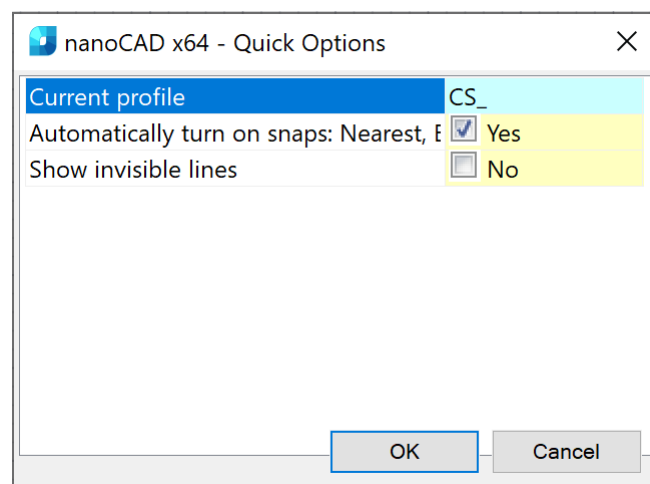 nanoCAD x64 - Quick Options
Current profile CS_
Automatically turn on snaps: Nearest, E Yes
Show invisible lines No
OK Cancel